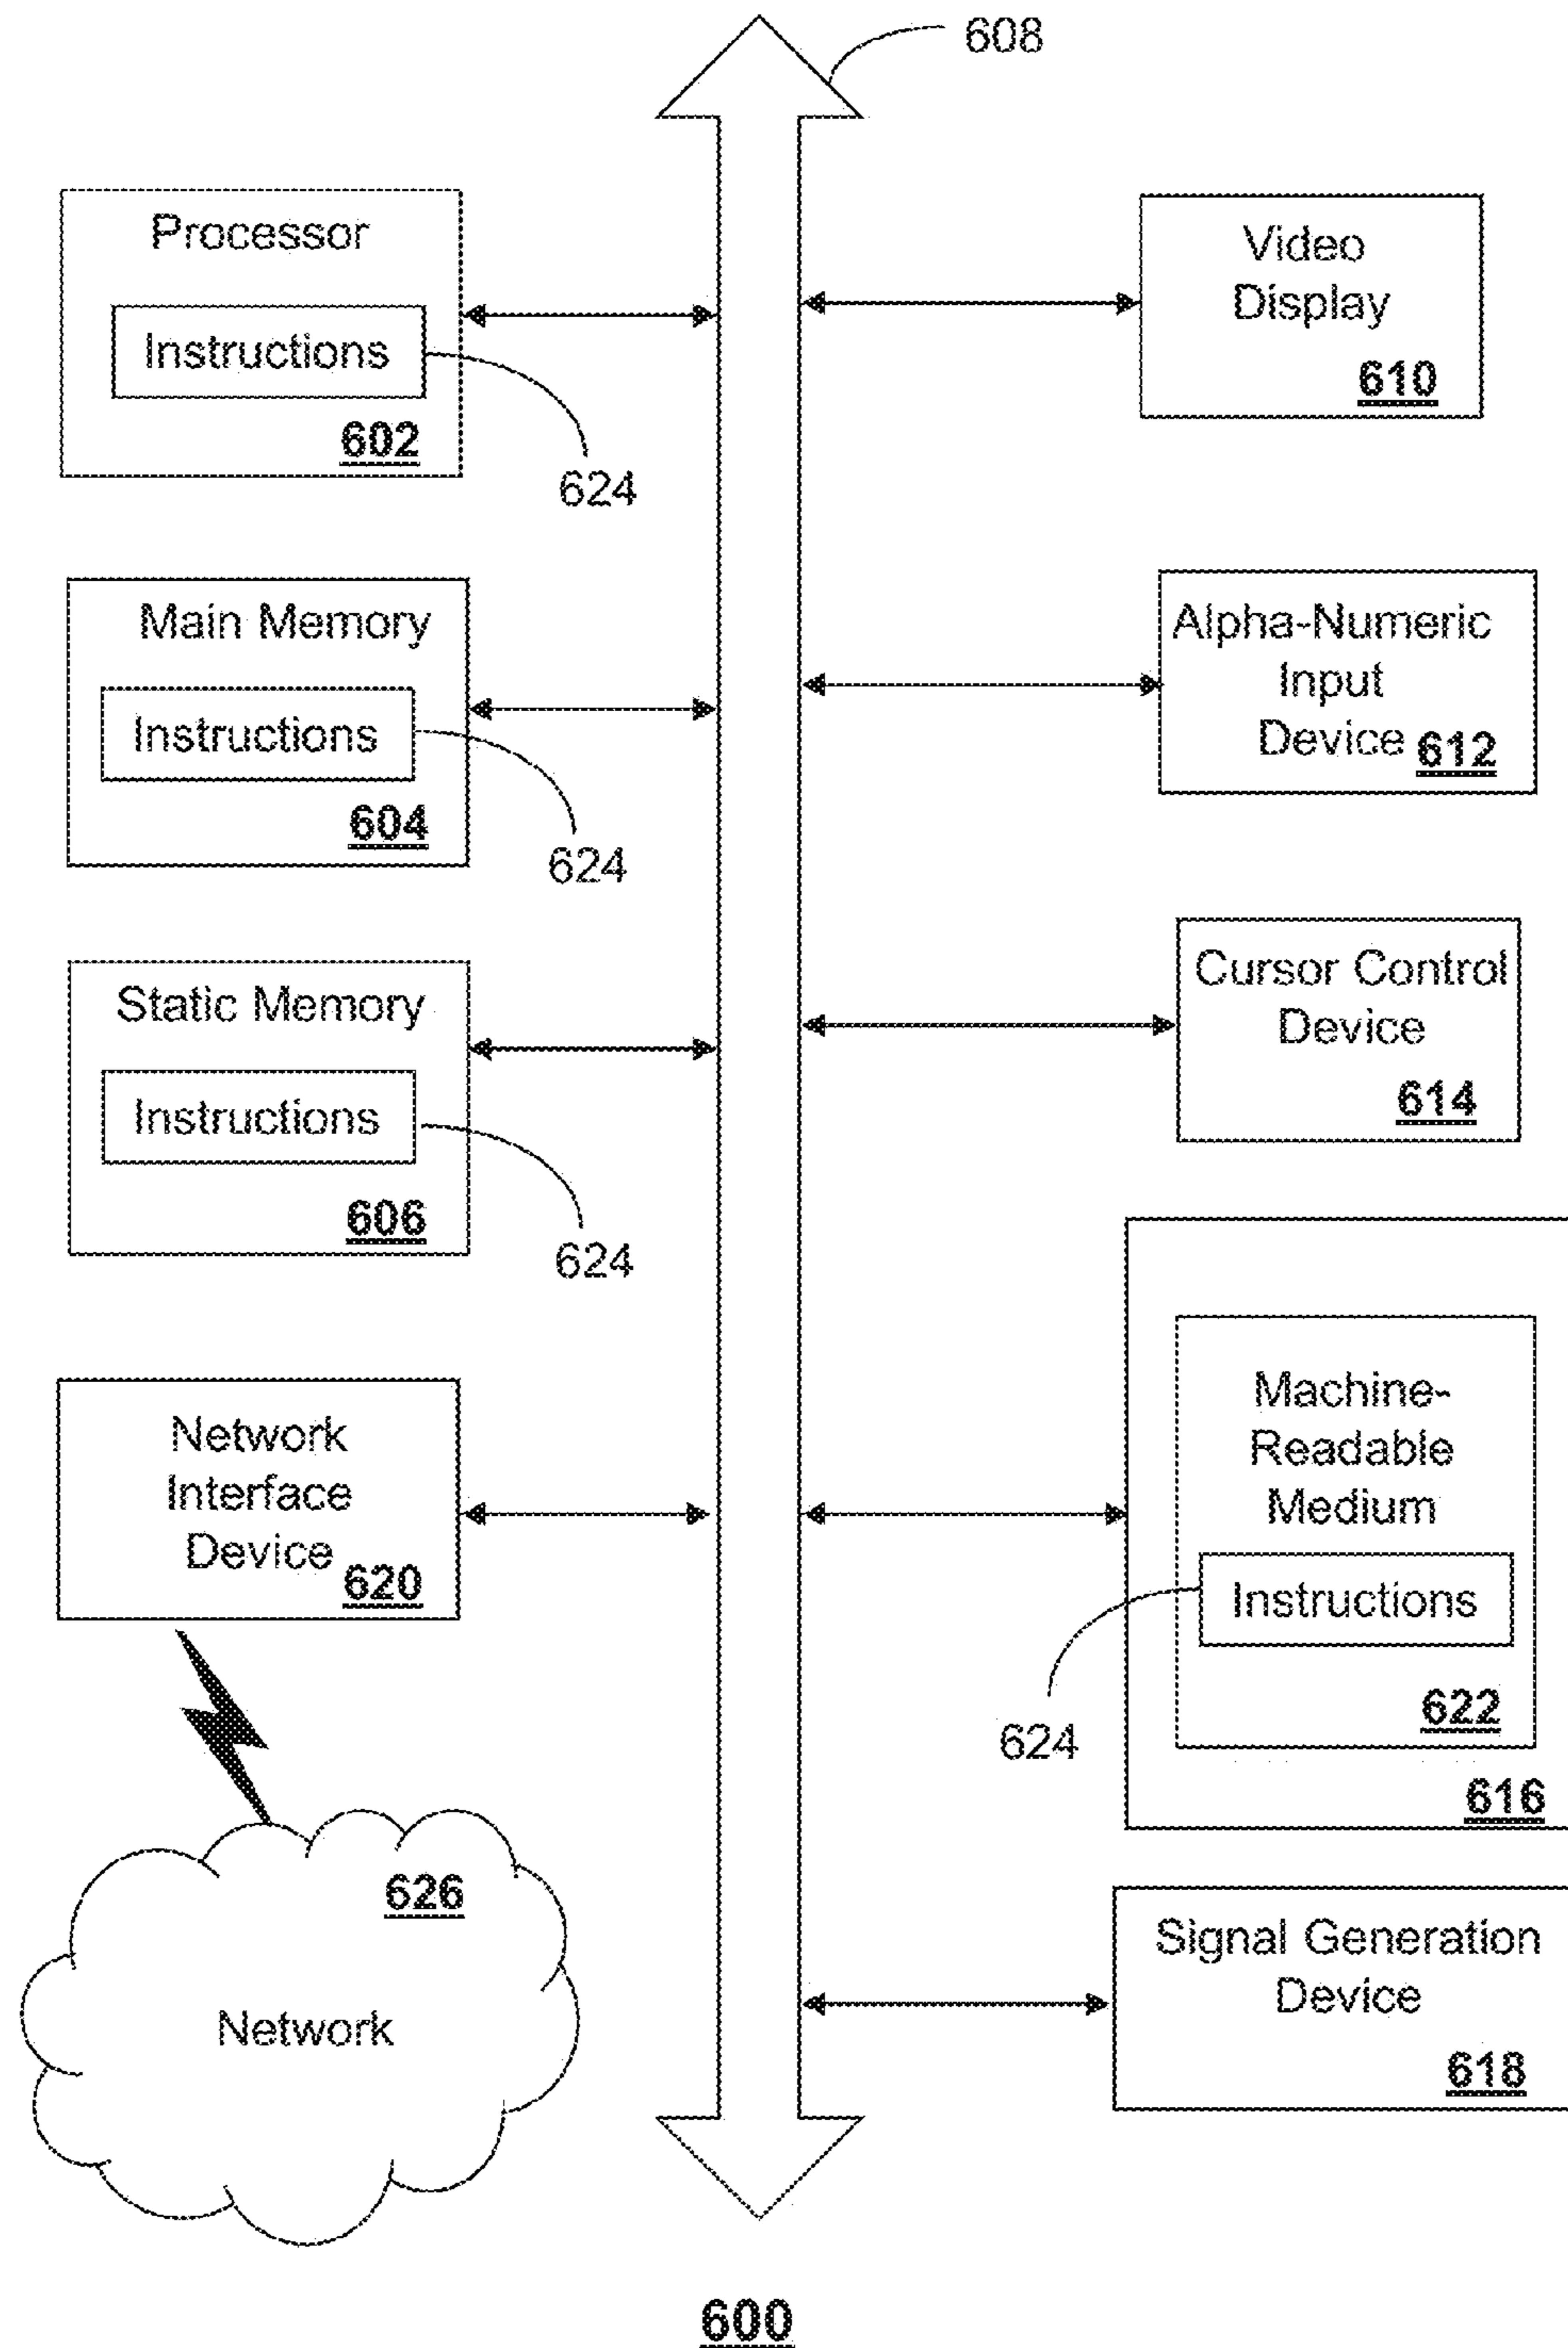 608
Processor
Instructions
602
624
Main Memory
Instructions
604
624
Static Memory
Instructions
606
624
Network
Interface
Device
620
626
Network
Video
Display
610
Alpha-Numeric
Input
Device
612
Cursor Control
Device
614
Machine-
Readable
Medium
Instructions
624
622
616
Signal Generation
Device
618
600